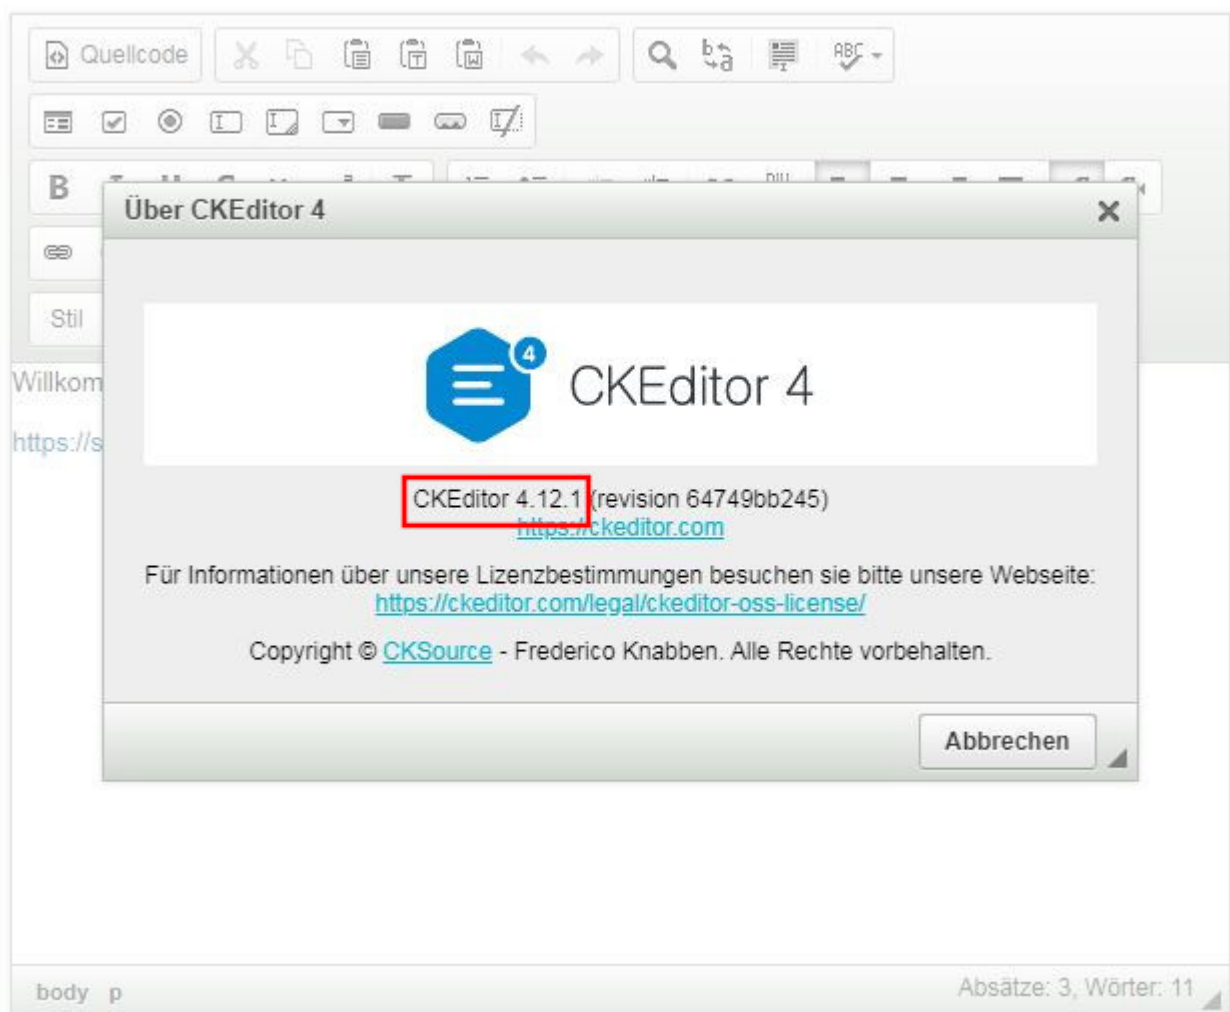 Quellcode
ABC
B
Über CKEditor 4
Stil
4
CKEditor 4
Willkom
CKEditor 4.12.1 (revision 64749bb245)
https://s
https://ckeditor.com
Für Informationen über unsere Lizenzbestimmungen besuchen sie bitte unsere Webseite:
https://ckeditor.com/legal/ckeditor-oss-license/
Copyright © CKSource - Frederico Knabben. Alle Rechte vorbehalten.
Abbrechen
body p
Absätze: 3, Wörter: 11